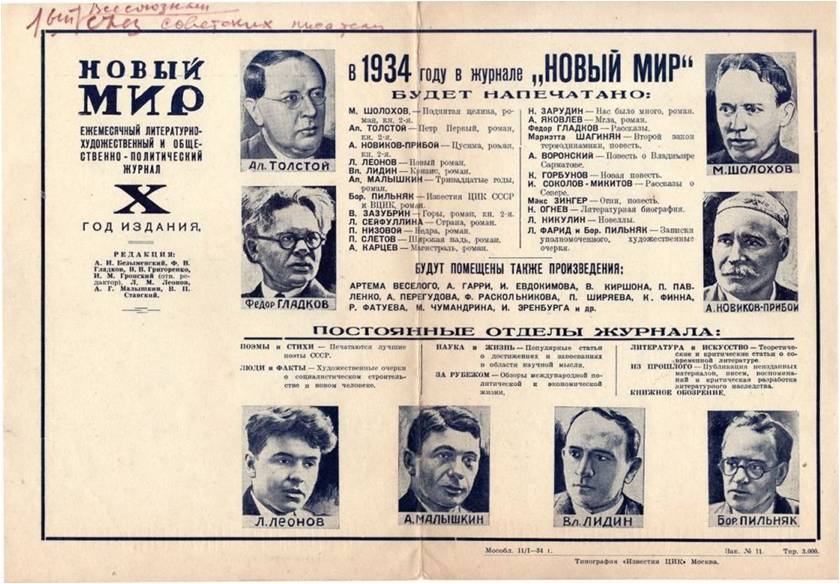 1ый Всесоюзный
съезд советских писателей
НОВЫЙ
МИР
ЕЖЕМЕСЯЧНЫЙ ЛИТЕРАТУРНО-
ХУДОЖЕСТВЕННЫЙ И ОБЩЕ-
СТВЕННО-ПОЛИТИЧЕСКИЙ
ЖУРНАЛ
X
ГОД ИЗДАНИЯ.
РЕДАКЦИЯ:
А. И. Безыменский, Ф. В.
Гладков, В. В. Григоренко,
И. М. Гронский (отв. ре-
дактор), Л. М. Леонов,
А. Г. Малышкин, В. П.
Ставский.
В 1934 году в журнале „НОВЫЙ МИР“
БУДЕТ НАПЕЧАТАНО:
М. ШОЛОХОВ — Поднятая целина, ро-
ман, кн. 2-я.
Ал. ТОЛСТОЙ — Петр Первый, роман,
кн. 2-я.
А. НОВИКОВ-ПРИБОЙ — Цусима, роман,
кн. 2-я.
Л. ЛЕОНОВ — Новый роман.
Вл. ЛИДИН — Кризис, роман.
Ал. МАЛЫШКИН — Тринадцатые годы,
роман.
Бор. ПИЛЬНЯК — Известия ЦИК СССР
и ВЦИК, роман.
В. ЗАЗУБРИН — Горы, роман, кн. 2-я.
Л. СЕЙФУЛЛИНА — Страна, роман.
П. НИЗОВОЙ — Недра, роман.
П. СЛЕТОВ — Широкая падь, роман.
А. КАРЦЕВ — Магистраль, роман.
Н. ЗАРУДИН — Нас было много, роман.
А. ЯКОВЛЕВ — Мгла, роман.
Федор ГЛАДКОВ — Рассказы.
Мариэтта ШАГИНЯН — Второй закон
термодинамики, повесть.
А. ВОРОНСКИЙ — Повесть о Владимире
Сарматове.
К. ГОРБУНОВ — Новая повесть.
И. СОКОЛОВ-МИКИТОВ — Рассказы о
Севере.
Макс ЗИНГЕР — Огни, повесть.
Н. ОГНЕВ — Литературная биография.
Л. НИКУЛИН — Новеллы.
Л. ФАРИД и Бор. ПИЛЬНЯК — Записки
уполномоченного, художественные
очерки.
БУДУТ ПОМЕЩЕНЫ ТАКЖЕ ПРОИЗВЕДЕНИЯ:
АРТЕМА ВЕСЕЛОГО, А. ГАРРИ, И. ЕВДОКИМОВА, В. КИРШОНА, П. ПАВ-
ЛЕНКО, А. ПЕРЕГУДОВА, Ф. РАСКОЛЬНИКОВА, П. ШИРЯЕВА, К. ФИННА,
Р. ФАТУЕВА, М. ЧУМАНДРИНА, И. ЭРЕНБУРГА и др.
Ал. ТОЛСТОЙ
М. ШОЛОХОВ
Федор ГЛАДКОВ
А. НОВИКОВ-ПРИБОЙ
ПОСТОЯННЫЕ ОТДЕЛЫ ЖУРНАЛА:
ПОЭМЫ и СТИХИ — Печатаются лучшие
поэты СССР.
ЛЮДИ и ФАКТЫ — Художественные очерки
о социалистическом строитель-
стве и новом человеке.
НАУКА и ЖИЗНЬ — Популярные статьи
о достижениях и завоеваниях
в области научной мысли.
ЗА РУБЕЖОМ — Обзоры международной по-
литической и экономической
жизни.
ЛИТЕРАТУРА и ИСКУССТВО — Теоретиче-
ские и критические статьи о со-
временной литературе.
ИЗ ПРОШЛОГО — Публикация неизданных
материалов, писем, воспомина-
ний и критическая разработка
литературного наследства.
КНИЖНОЕ ОБОЗРЕНИЕ.
Л. ЛЕОНОВ
А. МАЛЫШКИН
Вл. ЛИДИН
Бор. ПИЛЬНЯК
Мособл. 11/I—34 г. Зак. № 11. Тир. 3.000.
Типография «Известия ЦИК» Москва.